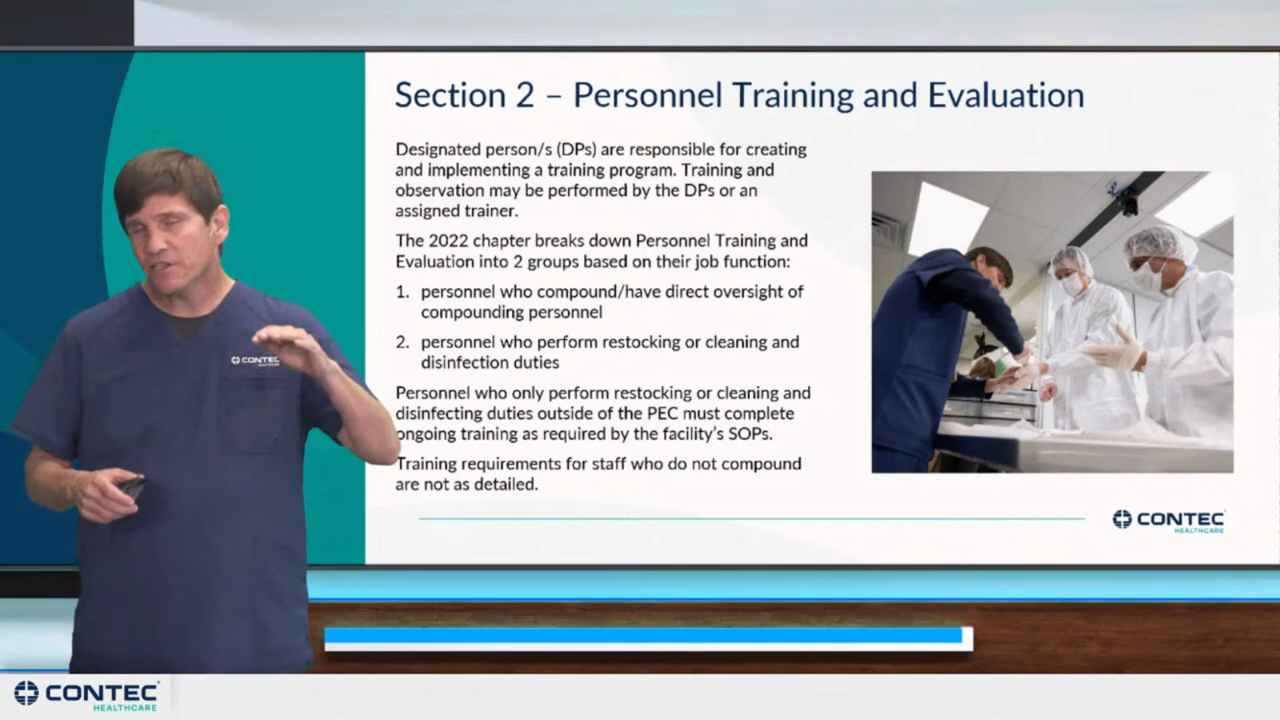 Section 2 – Personnel Training and Evaluation
Designated person/s (DPs) are responsible for creating
and implementing a training program. Training and
observation may be performed by the DPs or an
assigned trainer.
The 2022 chapter breaks down Personnel Training and
Evaluation into 2 groups based on their job function:
1. personnel who compound/have direct oversight of
compounding personnel
2. personnel who perform restocking or cleaning and
disinfection duties
Personnel who only perform restocking or cleaning and
disinfecting duties outside of the PEC must complete
ongoing training as required by the facility's SOPs.
Training requirements for staff who do not compound
are not as detailed.
CONTEC
HEALTHCARE
CONTEC
HEALTHCARE
CONTEC
HEALTHCARE